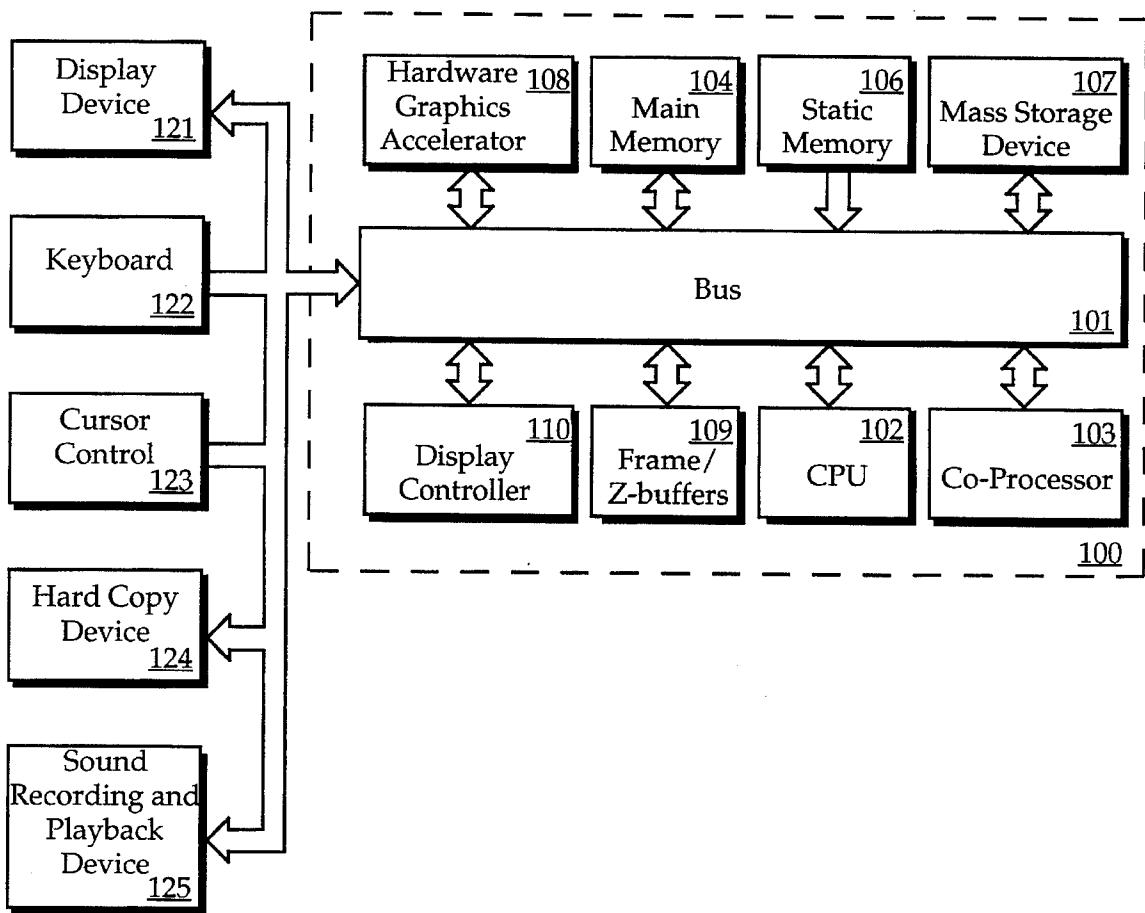 Display
Device
121
Keyboard
122
Cursor
Control
123
Hard Copy
Device
124
Sound
Recording and
Playback
Device
125
Hardware
108
Graphics
Accelerator
104
Main
Memory
106
Static
Memory
107
Mass Storage
Device
Bus
101
110
Display
Controller
109
Frame/
Z-buffers
102
CPU
103
Co-Processor
100